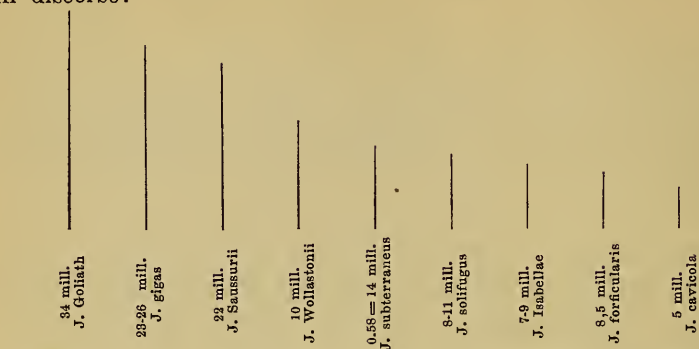 discorso.
34 mill.
J. Goliath
23-26 mill.
J. gigas
22 mill.
J. Saussurii
10 mill.
J. Wollastonii
0.58 = 14 mill.
J. subterraneus
8-11 mill.
J. solifugus
7-9 mill.
J. Isabellae
8,5 mill.
J. forficularis
5 mill.
J. cavicola